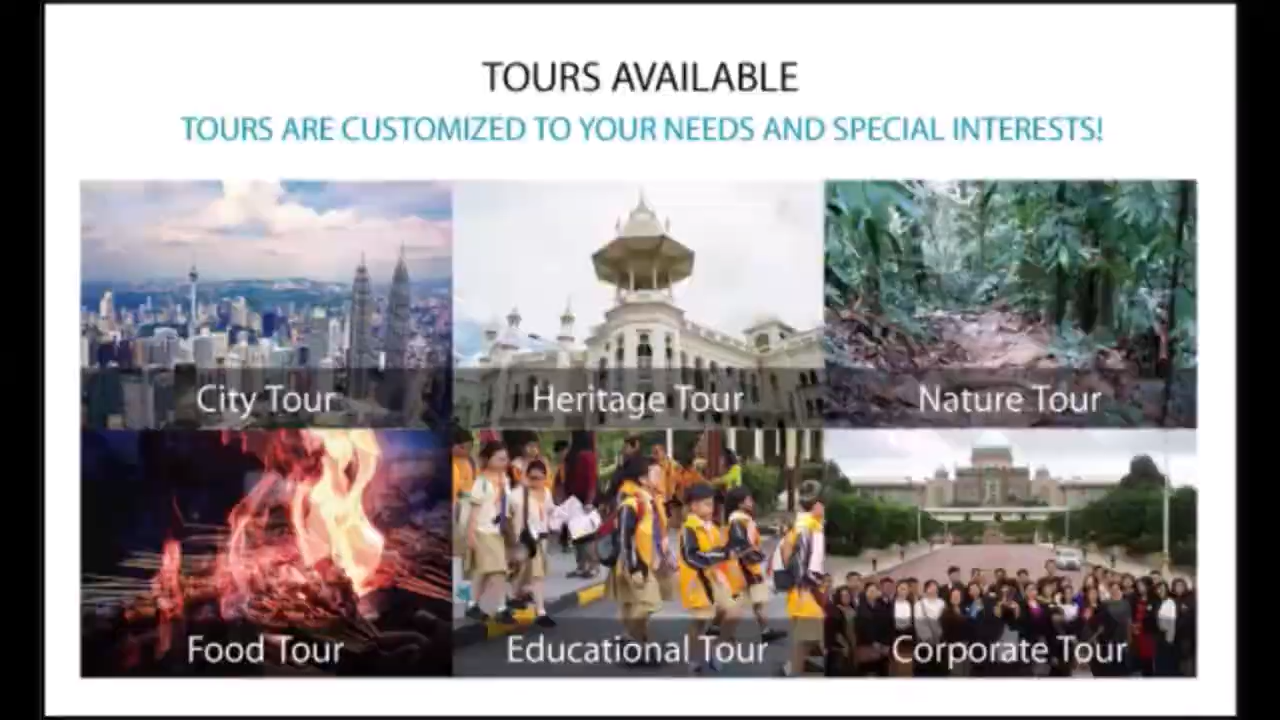 TOURS AVAILABLE
TOURS ARE CUSTOMIZED TO YOUR NEEDS AND SPECIAL INTERESTS!
City Tour
Heritage Tour
Nature Tour
Food Tour
Educational Tour
Corporate Tour